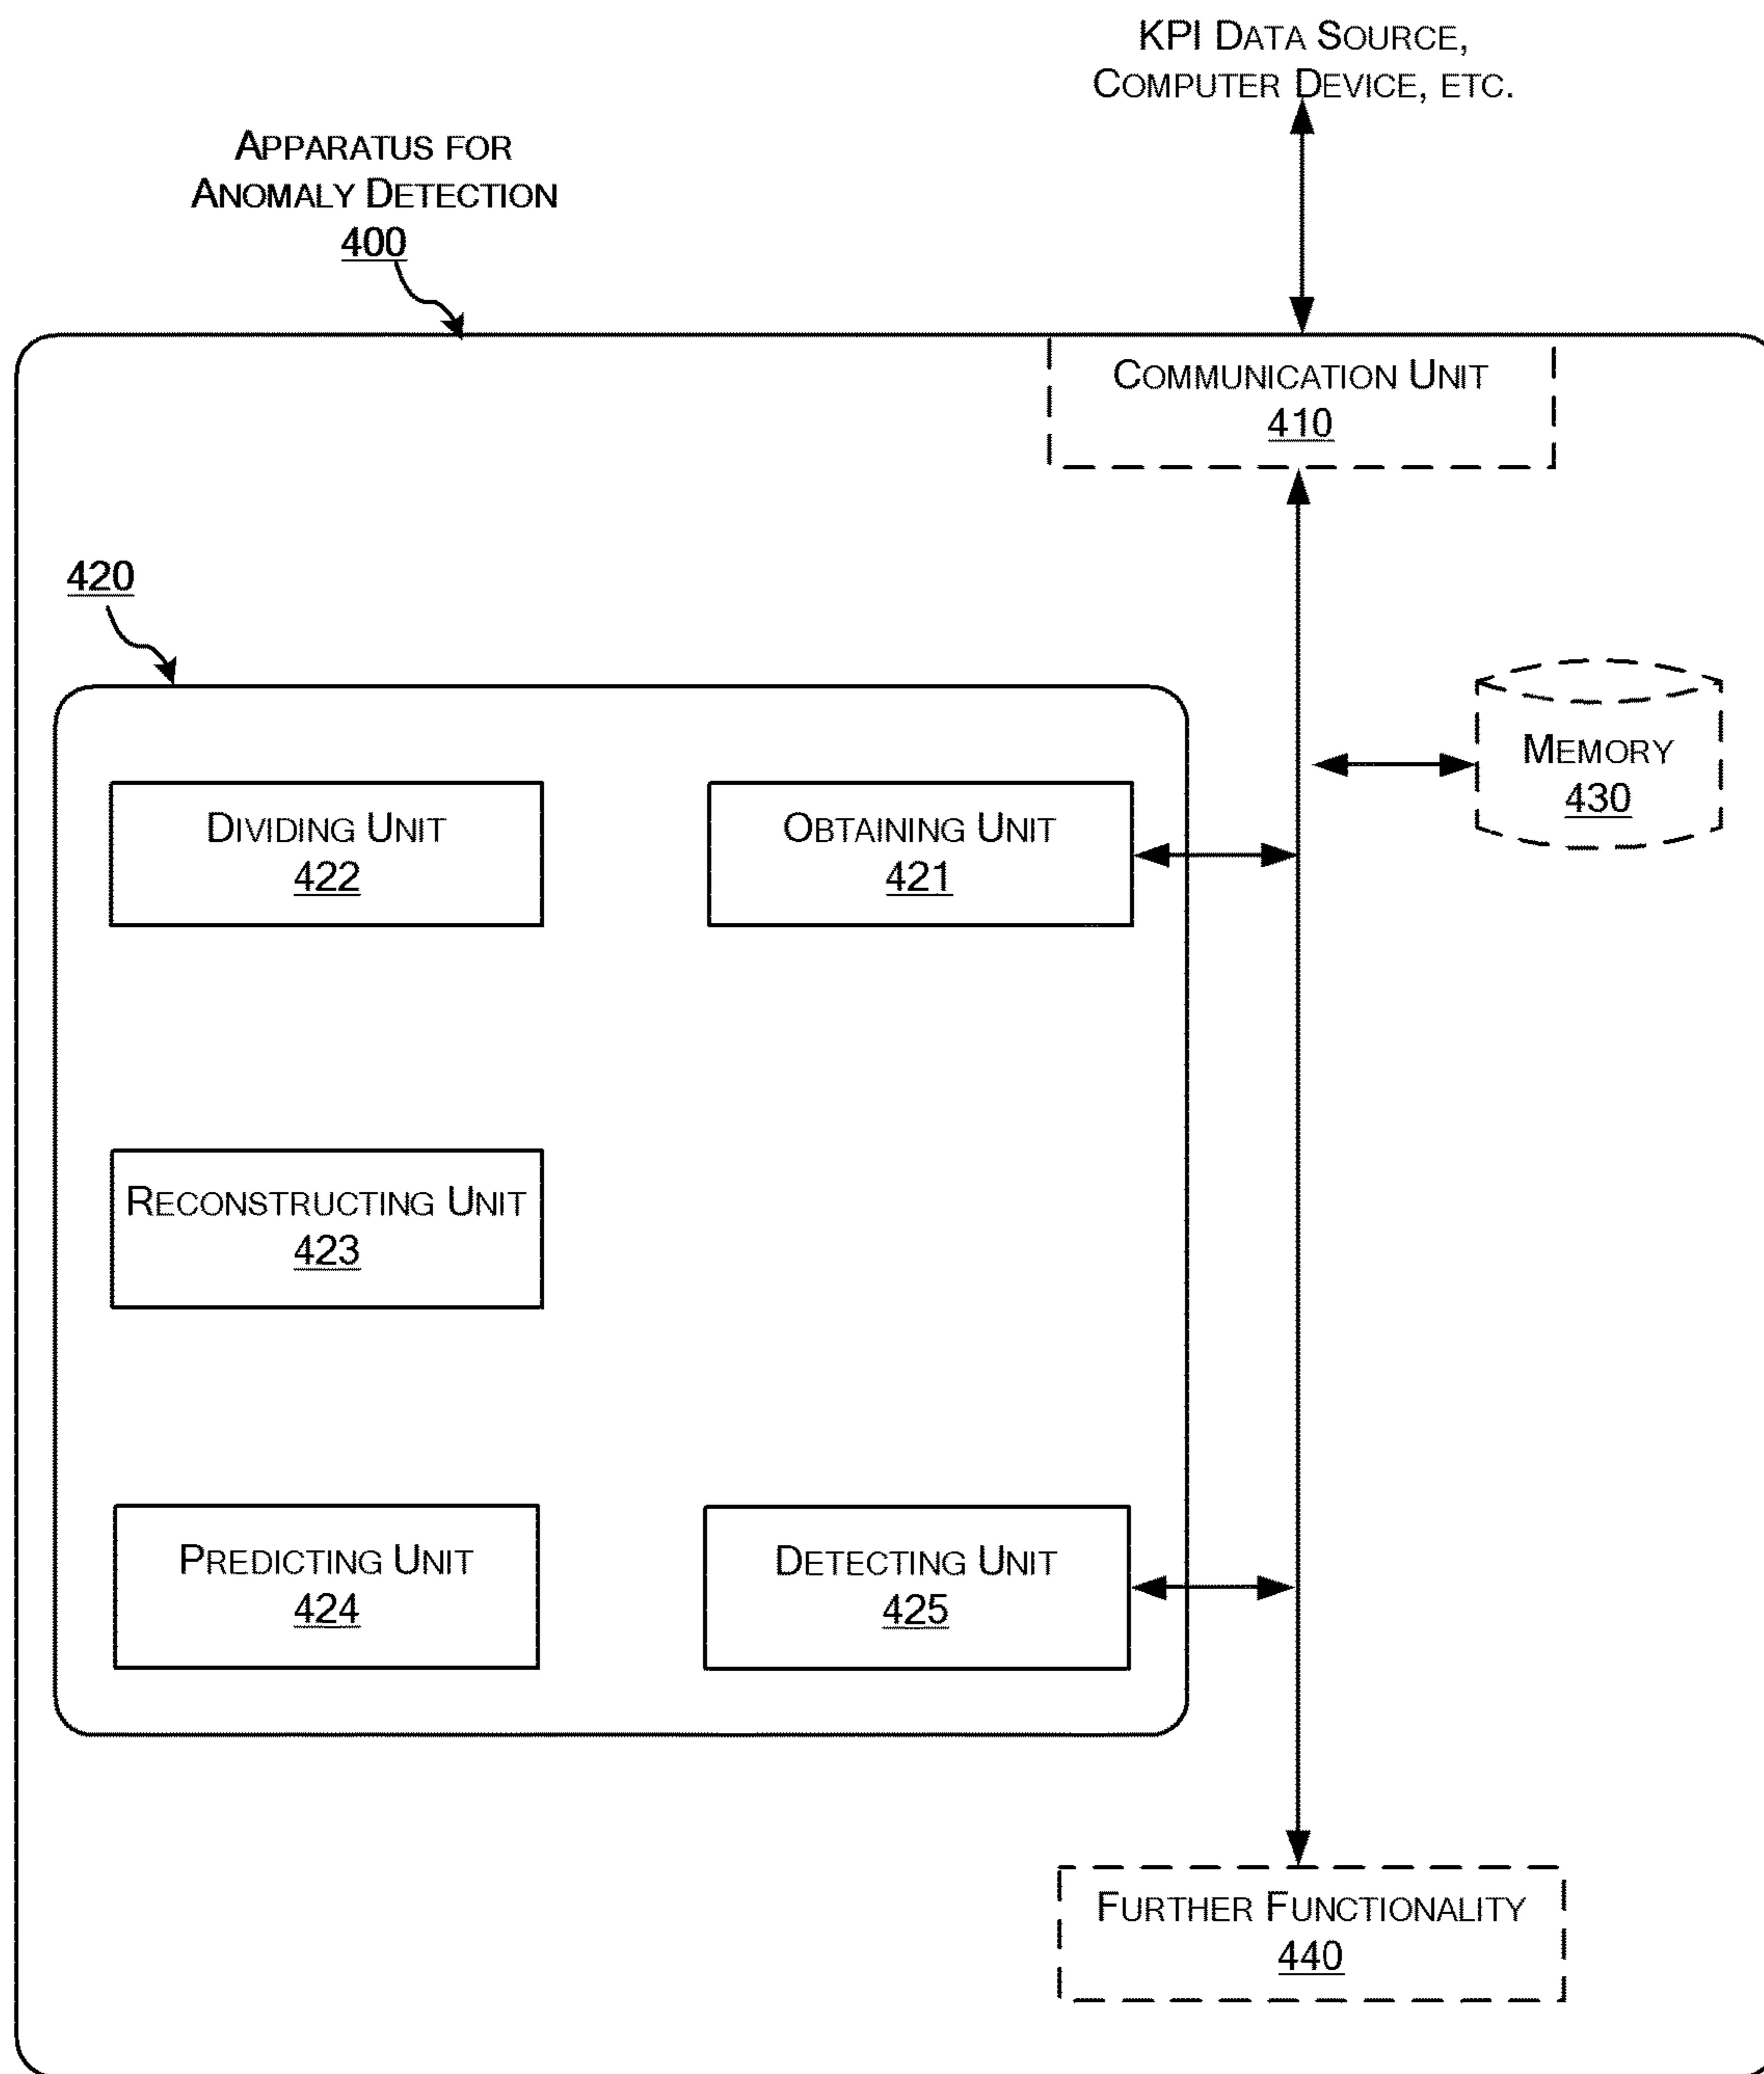 KPI DATA SOURCE,
COMPUTER DEVICE, ETC.
APPARATUS FOR
ANOMALY DETECTION
400
COMMUNICATION UNIT
410
420
MEMORY
430
DIVIDING UNIT
422
OBTAINING UNIT
421
RECONSTRUCTING UNIT
423
PREDICTING UNIT
424
DETECTING UNIT
425
FURTHER FUNCTIONALITY
440